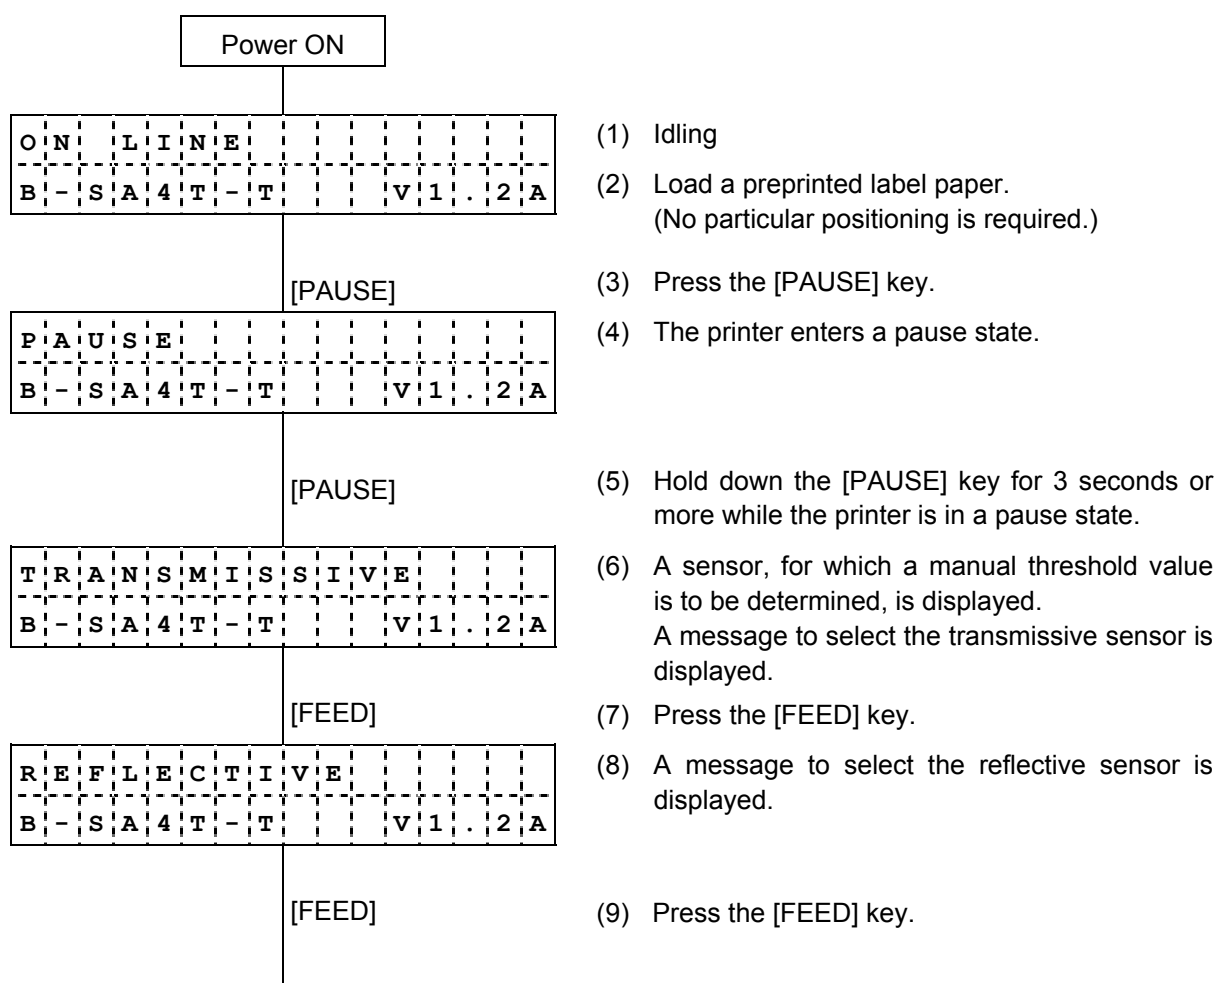 Power ON
ON LINE
B-SA4T-T V1.2A
(1) Idling
(2) Load a preprinted label paper.
(No particular positioning is required.)
[PAUSE]
(3) Press the [PAUSE] key.
PAUSE
B-SA4T-T V1.2A
(4) The printer enters a pause state.
[PAUSE]
(5) Hold down the [PAUSE] key for 3 seconds or
more while the printer is in a pause state.
TRANSMISSIVE
B-SA4T-T V1.2A
(6) A sensor, for which a manual threshold value
is to be determined, is displayed.
A message to select the transmissive sensor is
displayed.
[FEED]
(7) Press the [FEED] key.
REFLECTIVE
B-SA4T-T V1.2A
(8) A message to select the reflective sensor is
displayed.
[FEED]
(9) Press the [FEED] key.